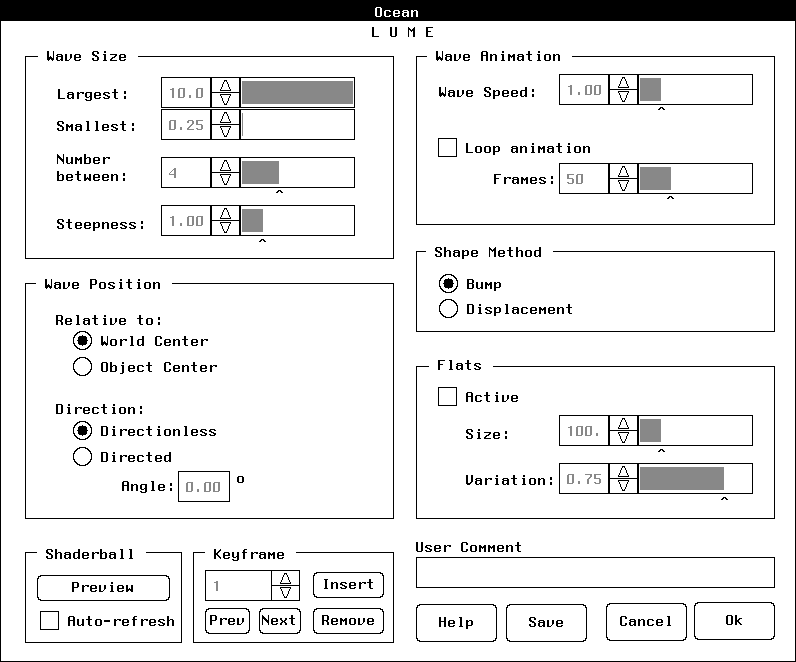 Ocean
L U M E
Wave Size
Largest: 10.0
Smallest: 0.25
Number
between: 4
Steepness: 1.00
Wave Animation
Wave Speed: 1.00
Loop animation
Frames: 50
Shape Method
Bump
Displacement
Wave Position
Relative to:
World Center
Object Center
Direction:
Directionless
Directed
Angle: 0.00 o
Flats
Active
Size: 100.
Variation: 0.75
Shaderball
Preview
Auto-refresh
Keyframe
1 Insert
Prev Next Remove
User Comment
Help Save Cancel Ok